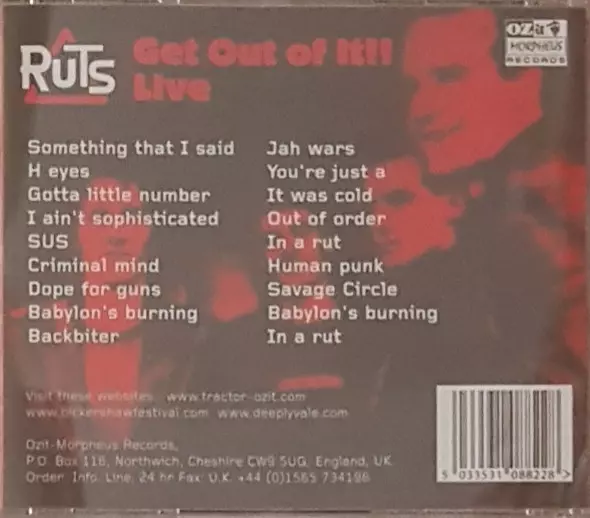 RUTS
Get Out of It!!
Live
OZit
MORPHEUS
RECORDS
Something that I said
H eyes
Gotta little number
I ain't sophisticated
SUS
Criminal mind
Dope for guns
Babylon's burning
Backbiter
Jah wars
You're just a
It was cold
Out of order
In a rut
Human punk
Savage Circle
Babylon's burning
In a rut
Visit these websites www.tractor-ozit.com
www.bickershawfestival.com www.deeplyvale.com
Ozit-Morpheus Records,
P.O. Box 116, Northwich, Cheshire CW9 5UG, England, UK
Order Info. Line. 24 hr Fax: U.K. +44 (0)1565 734186
5 033531 088228 >